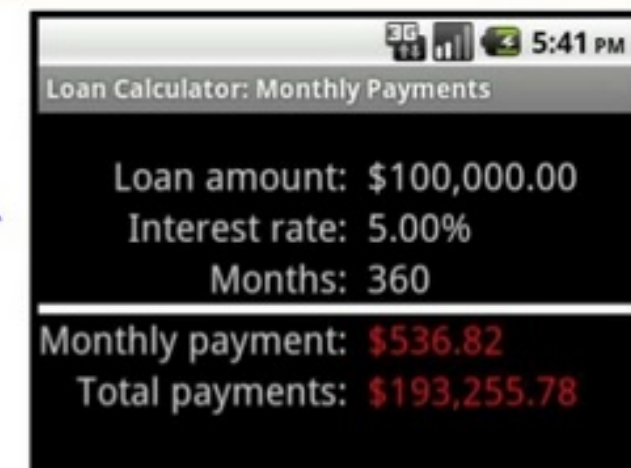 3G
5:41 PM
Loan Calculator: Monthly Payments
Loan amount: $100,000.00
Interest rate: 5.00%
Months: 360
Monthly payment: $536.82
Total payments: $193,255.78